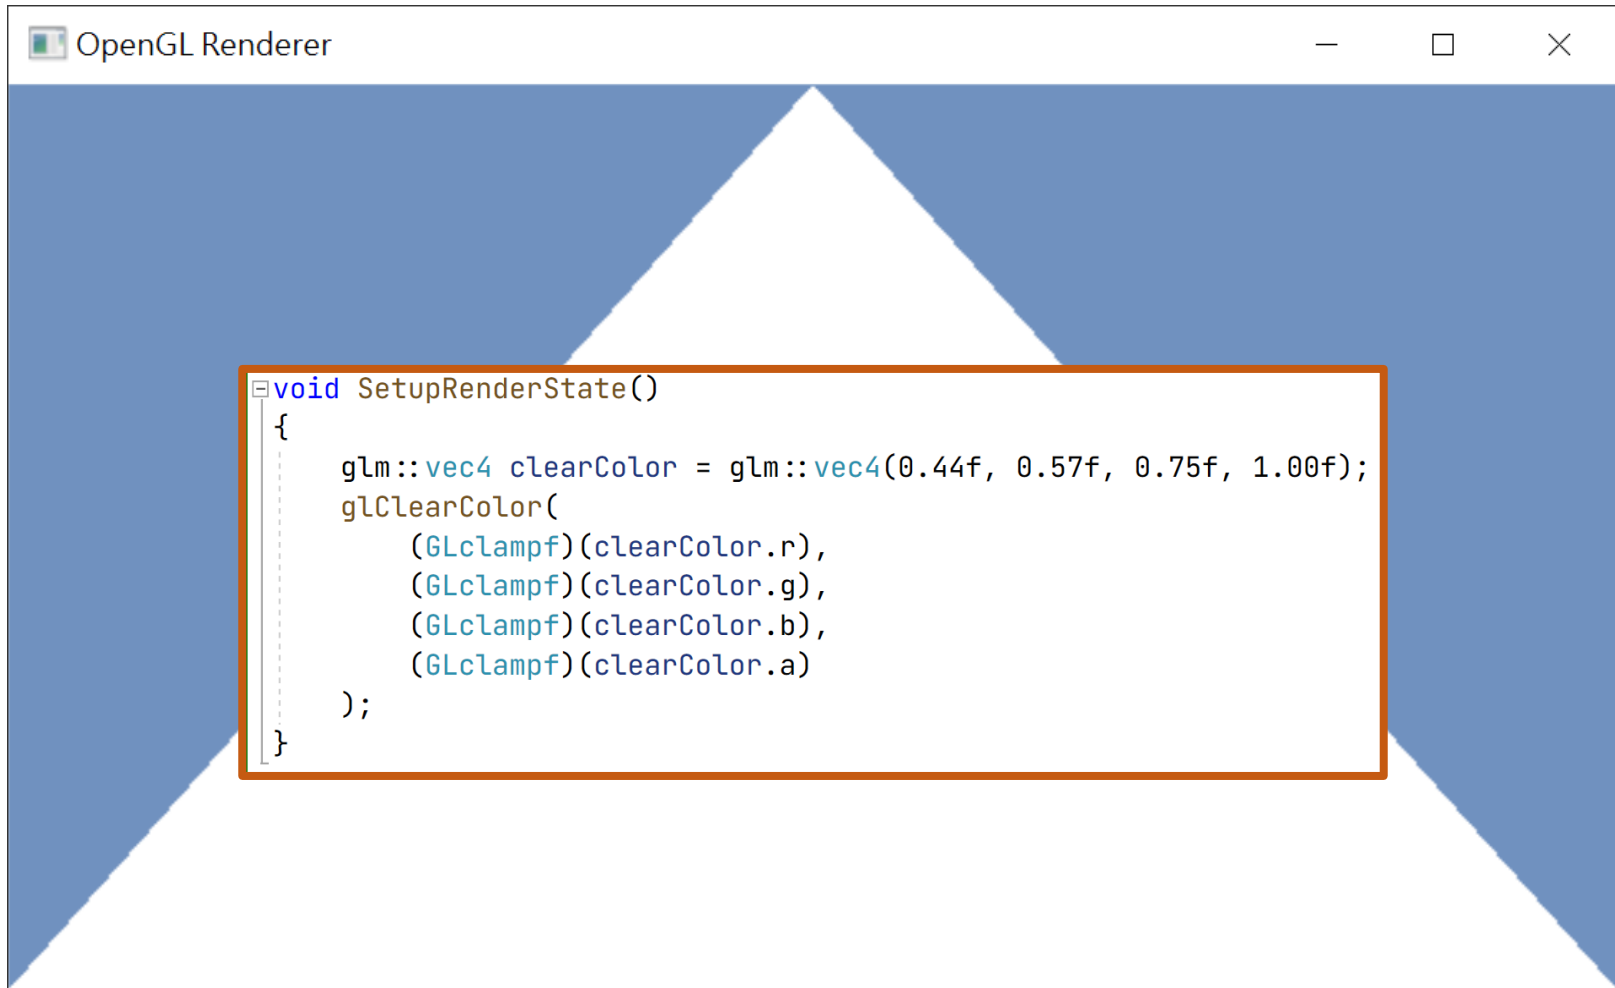 OpenGL Renderer
void SetupRenderState()
{
    glm::vec4 clearColor = glm::vec4(0.44f, 0.57f, 0.75f, 1.00f);
    glClearColor(
        (GLclampf)(clearColor.r),
        (GLclampf)(clearColor.g),
        (GLclampf)(clearColor.b),
        (GLclampf)(clearColor.a)
    );
}